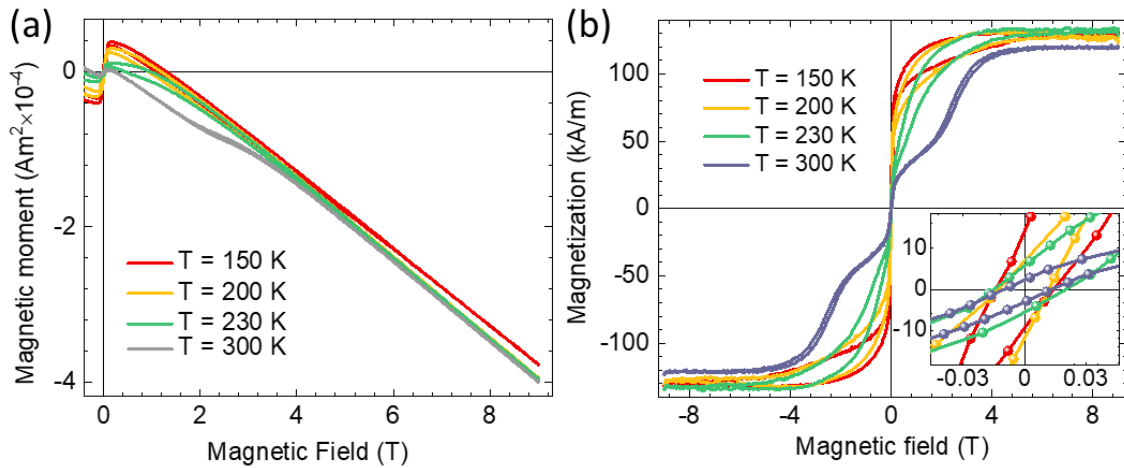 (a)
Magnetic moment (Am²×10⁻⁴)
0
-2
-4
T = 150 K
T = 200 K
T = 230 K
T = 300 K
0 2 4 6 8
Magnetic Field (T)
(b)
Magnetization (kA/m)
100
50
0
-50
-100
T = 150 K
T = 200 K
T = 230 K
T = 300 K
10
0
-10
-0.03 0 0.03
-8 -4 0 4 8
Magnetic field (T)